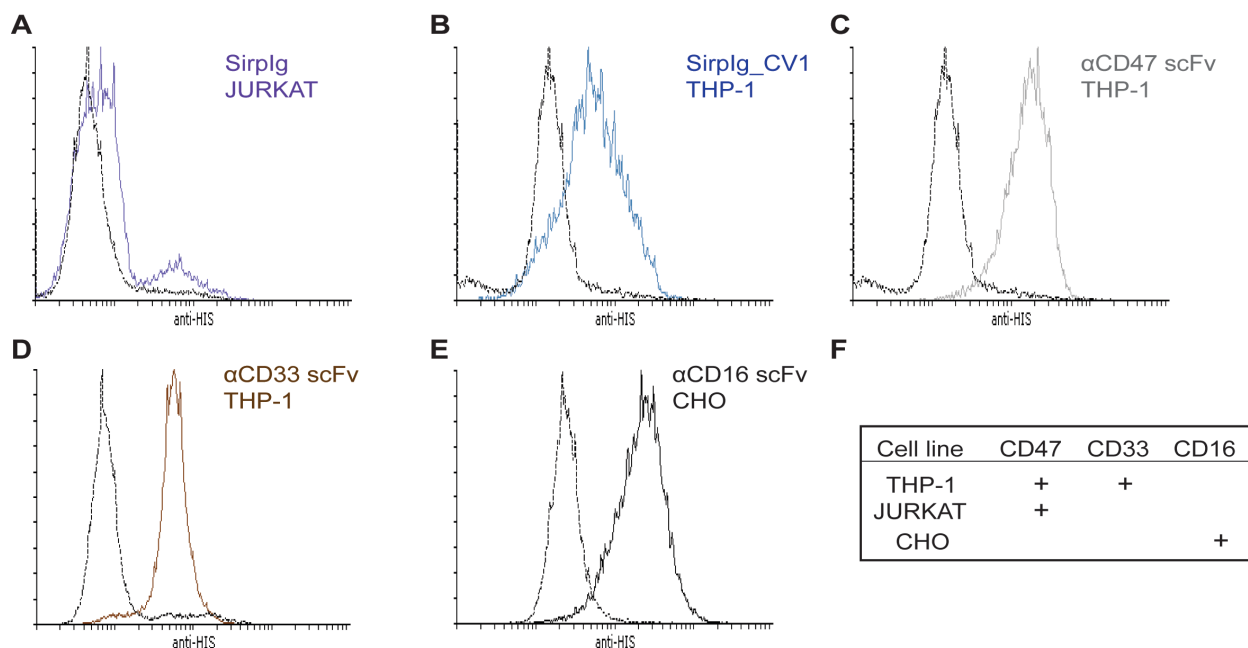 A
SirpIg
JURKAT
anti-HIS
B
SirpIg_CV1
THP-1
anti-HIS
C
αCD47 scFv
THP-1
anti-HIS
D
αCD33 scFv
THP-1
anti-HIS
E
αCD16 scFv
CHO
anti-HIS
F
Cell line CD47 CD33 CD16
THP-1 + +
JURKAT +
CHO +